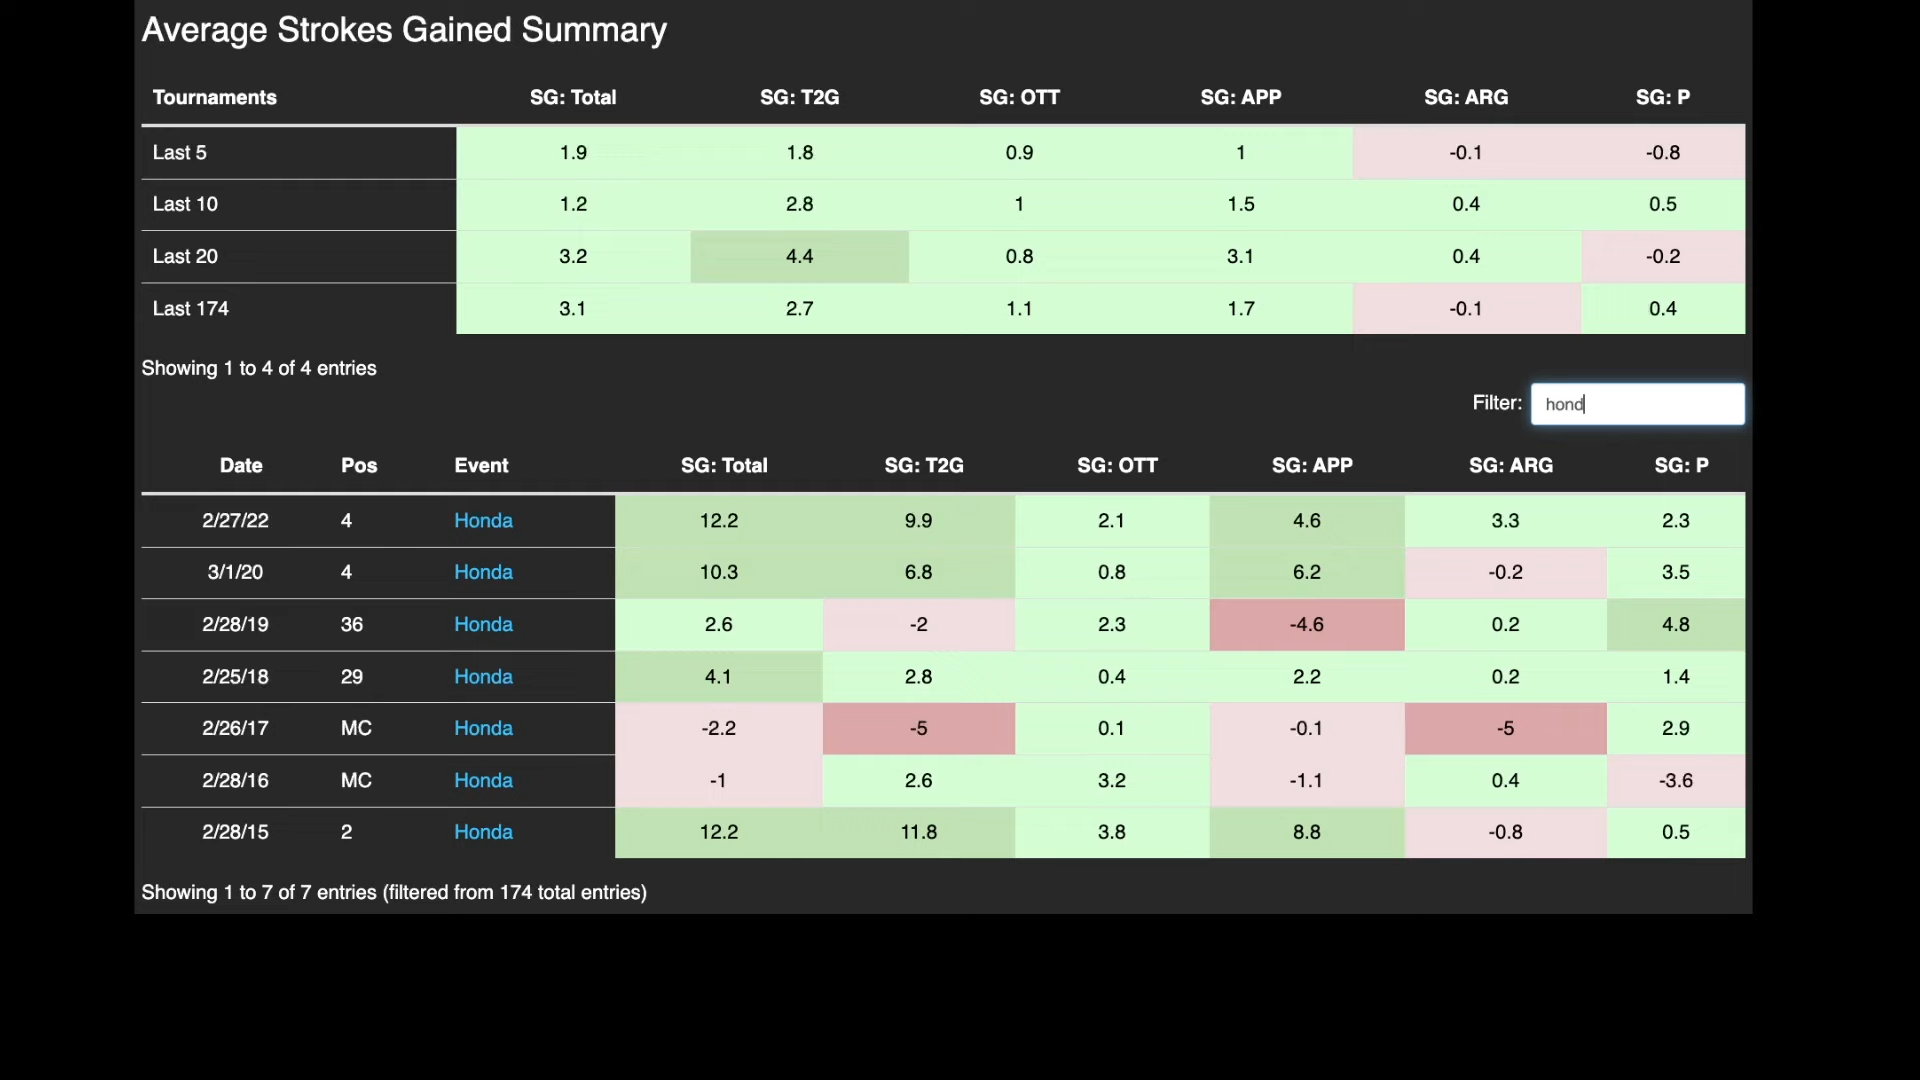 Average Strokes Gained Summary
Tournaments SG: Total SG: T2G SG: OTT SG: APP SG: ARG SG: P
Last 5 1.9 1.8 0.9 1 -0.1 -0.8
Last 10 1.2 2.8 1 1.5 0.4 0.5
Last 20 3.2 4.4 0.8 3.1 0.4 -0.2
Last 174 3.1 2.7 1.1 1.7 -0.1 0.4
Showing 1 to 4 of 4 entries
Filter: hond
Date Pos Event SG: Total SG: T2G SG: OTT SG: APP SG: ARG SG: P
2/27/22 4 Honda 12.2 9.9 2.1 4.6 3.3 2.3
3/1/20 4 Honda 10.3 6.8 0.8 6.2 -0.2 3.5
2/28/19 36 Honda 2.6 -2 2.3 -4.6 0.2 4.8
2/25/18 29 Honda 4.1 2.8 0.4 2.2 0.2 1.4
2/26/17 MC Honda -2.2 -5 0.1 -0.1 -5 2.9
2/28/16 MC Honda -1 2.6 3.2 -1.1 0.4 -3.6
2/28/15 2 Honda 12.2 11.8 3.8 8.8 -0.8 0.5
Showing 1 to 7 of 7 entries (filtered from 174 total entries)